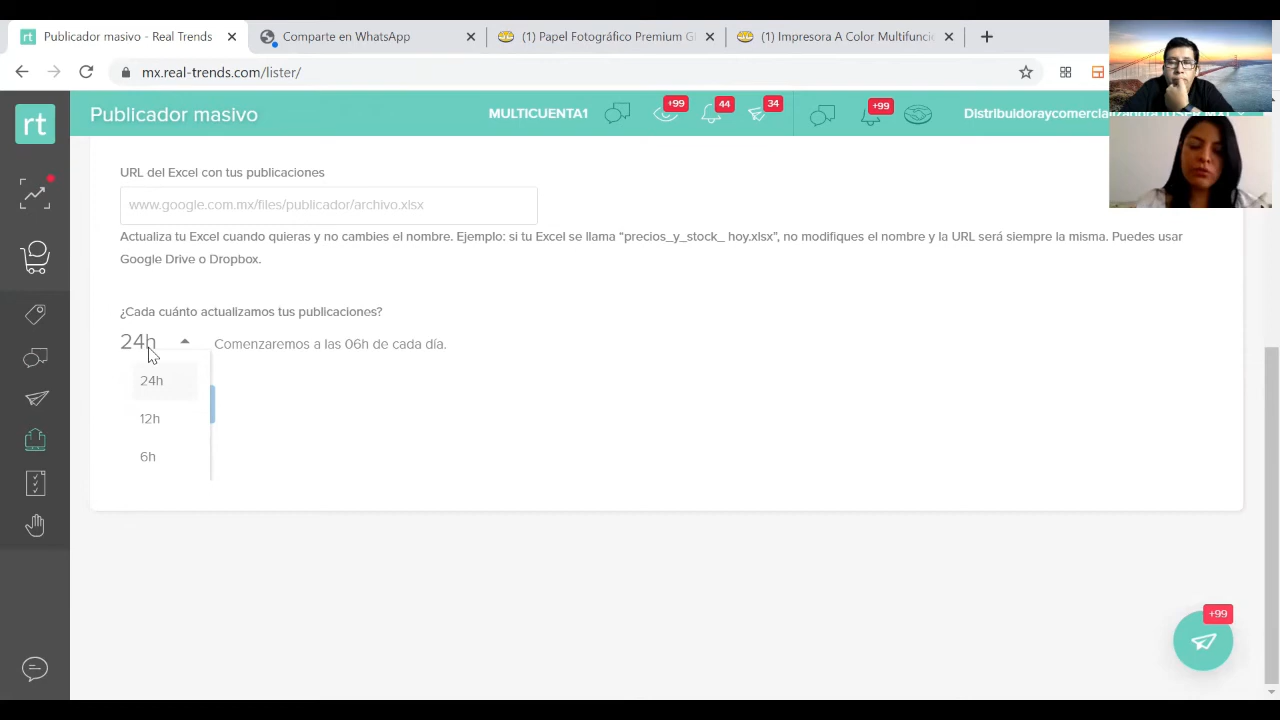 Publicador masivo - Real Trends
Comparte en WhatsApp
(1) Papel Fotográfico Premium Gl
(1) Impresora A Color Multifunci
mx.real-trends.com/lister/
rt
Publicador masivo
MULTICUENTA1
+99
44
34
+99
URL del Excel con tus publicaciones
www.google.com.mx/files/publicador/archivo.xlsx
Actualiza tu Excel cuando quieras y no cambies el nombre. Ejemplo: si tu Excel se llama “precios_y_stock_ hoy.xlsx”, no modifiques el nombre y la URL será siempre la misma. Puedes usar
Google Drive o Dropbox.
¿Cada cuánto actualizamos tus publicaciones?
24h
Comenzaremos a las 06h de cada día.
24h
12h
6h
+99